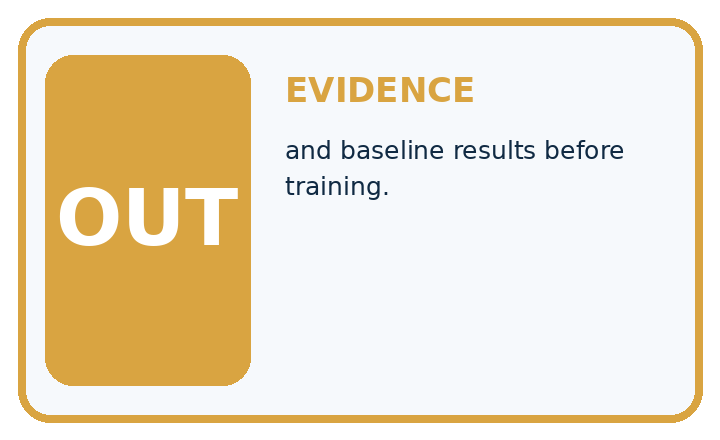 OUT
EVIDENCE
and baseline results before
training.